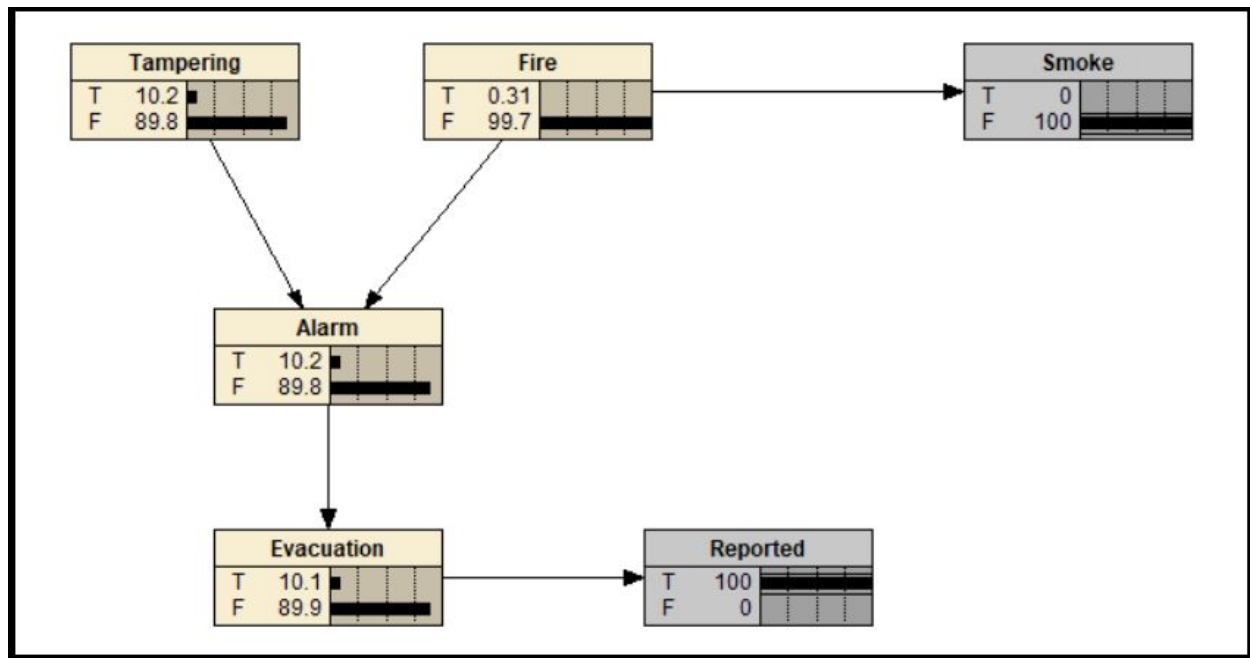 Tampering
T 10.2
F 89.8
Fire
T 0.31
F 99.7
Smoke
T 0
F 100
Alarm
T 10.2
F 89.8
Evacuation
T 10.1
F 89.9
Reported
T 100
F 0